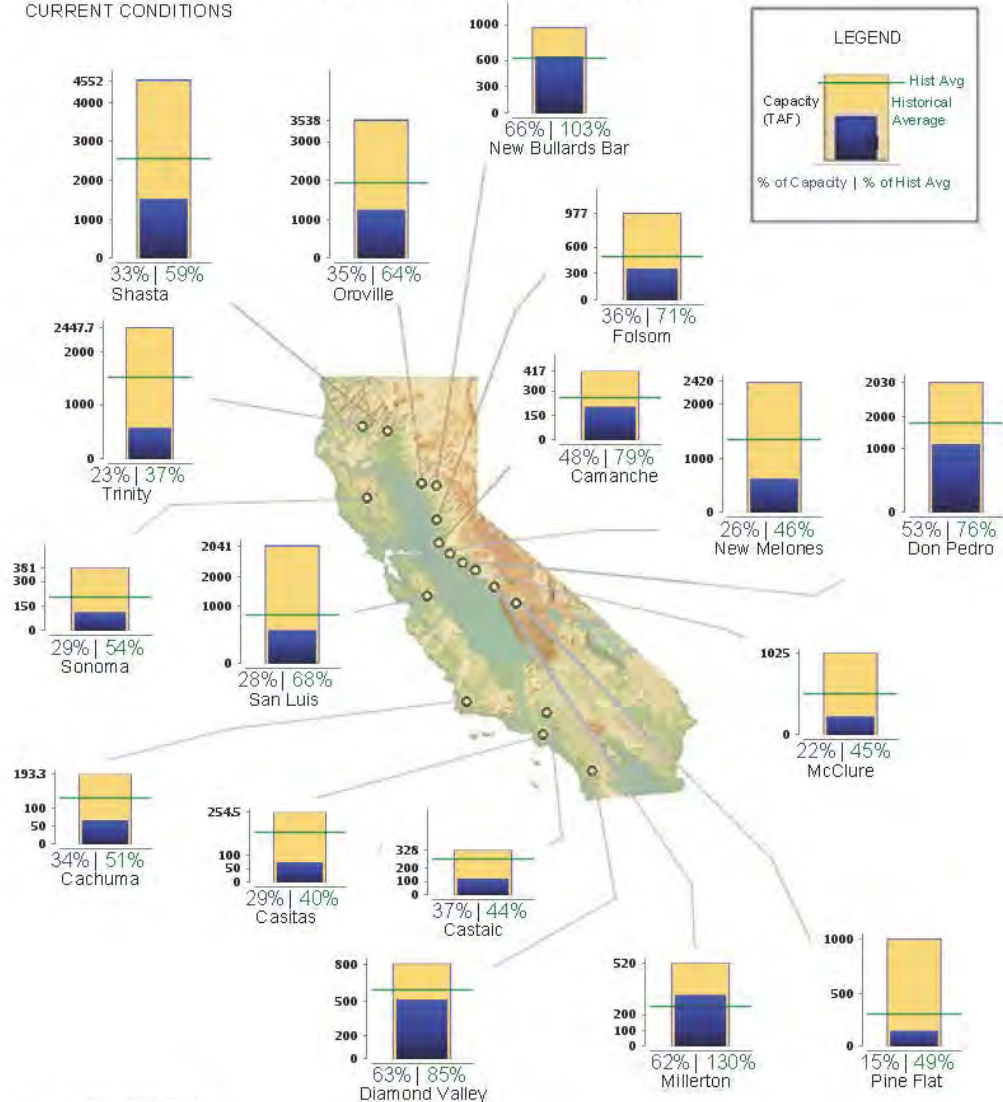 CURRENT CONDITIONS
LEGEND
Hist Avg
Capacity
(TAF)
Historical
Average
% of Capacity | % of Hist Avg
1000
600
300
0
66% | 103%
New Bullards Bar
4552
4000
3000
2000
1000
0
33% | 59%
Shasta
3538
3000
2000
1000
0
35% | 64%
Oroville
977
600
300
0
36% | 71%
Folsom
2447.7
2000
1000
0
23% | 37%
Trinity
417
300
150
0
48% | 79%
Camanche
2420
2000
1000
0
26% | 46%
New Melones
2030
2000
1000
0
53% | 76%
Don Pedro
381
300
150
0
29% | 54%
Sonoma
2041
2000
1000
0
28% | 68%
San Luis
1025
0
22% | 45%
McClure
193.3
100
50
0
34% | 51%
Cachuma
254.5
100
50
0
29% | 40%
Casitas
328
200
100
0
37% | 44%
Castaic
800
500
200
0
63% | 85%
Diamond Valley
520
200
100
0
62% | 130%
Millerton
1000
500
0
15% | 49%
Pine Flat